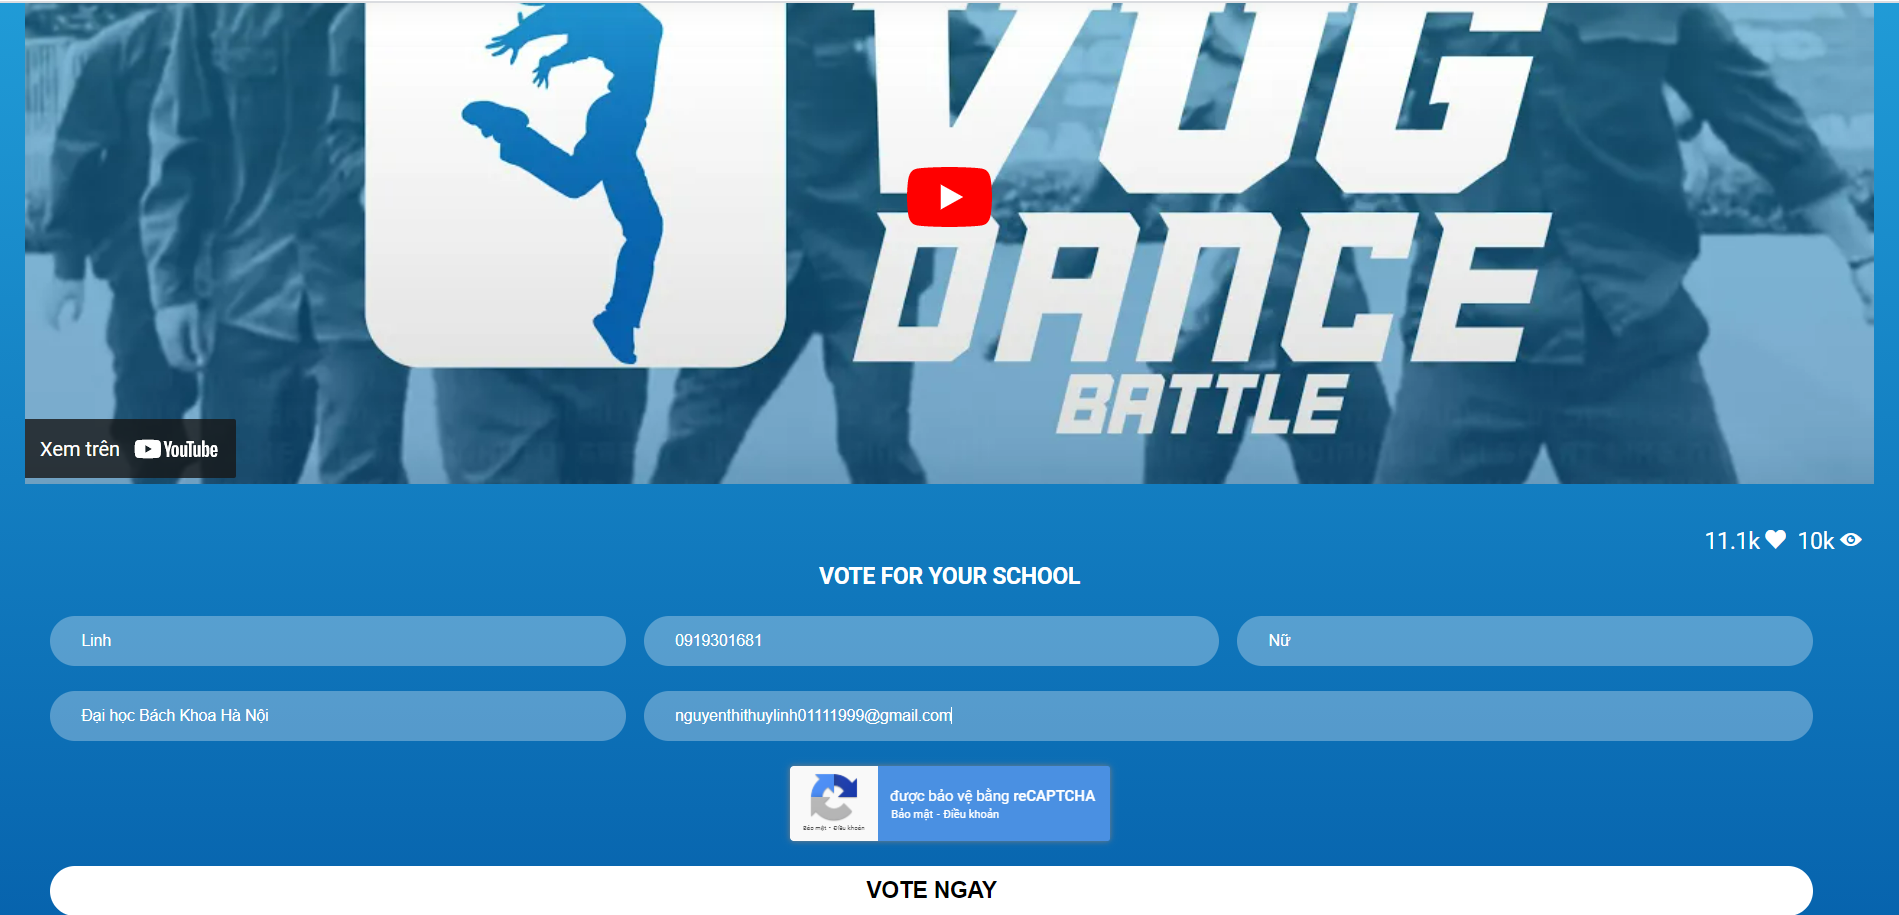 VUG
DANCE
BATTLE
Xem trên YouTube
11.1k 10k
VOTE FOR YOUR SCHOOL
Linh
0919301681
Nữ
Đại học Bách Khoa Hà Nội
nguyenthithuylinh01111999@gmail.com
được bảo vệ bằng reCAPTCHA
Bảo mật - Điều khoản
Bảo mật - Điều khoản
VOTE NGAY